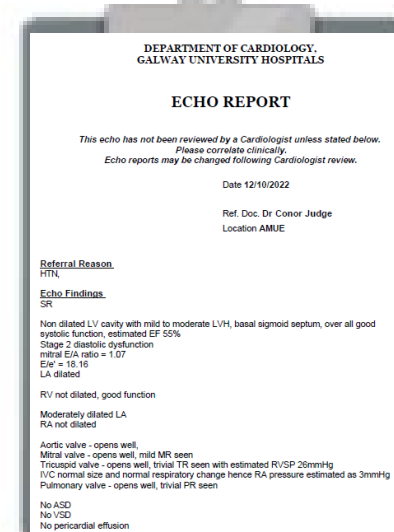 DEPARTMENT OF CARDIOLOGY,
GALWAY UNIVERSITY HOSPITALS
ECHO REPORT
This echo has not been reviewed by a Cardiologist unless stated below.
Please correlate clinically.
Echo reports may be changed following Cardiologist review.
Date 12/10/2022
Ref. Doc. Dr Conor Judge
Location AMUE
Referral Reason
HTN,
Echo Findings
SR
Non dilated LV cavity with mild to moderate LVH, basal sigmoid septum, over all good
systolic function, estimated EF 55%
Stage 2 diastolic dysfunction
mitral E/A ratio = 1.07
E/e' = 18.16
LA dilated
RV not dilated, good function
Moderately dilated LA
RA not dilated
Aortic valve - opens well,
Mitral valve - opens well, mild MR seen
Tricuspid valve - opens well, trivial TR seen with estimated RVSP 26mmHg
IVC normal size and normal respiratory change hence RA pressure estimated as 3mmHg
Pulmonary valve - opens well, trivial PR seen
No ASD
No VSD
No pericardial effusion